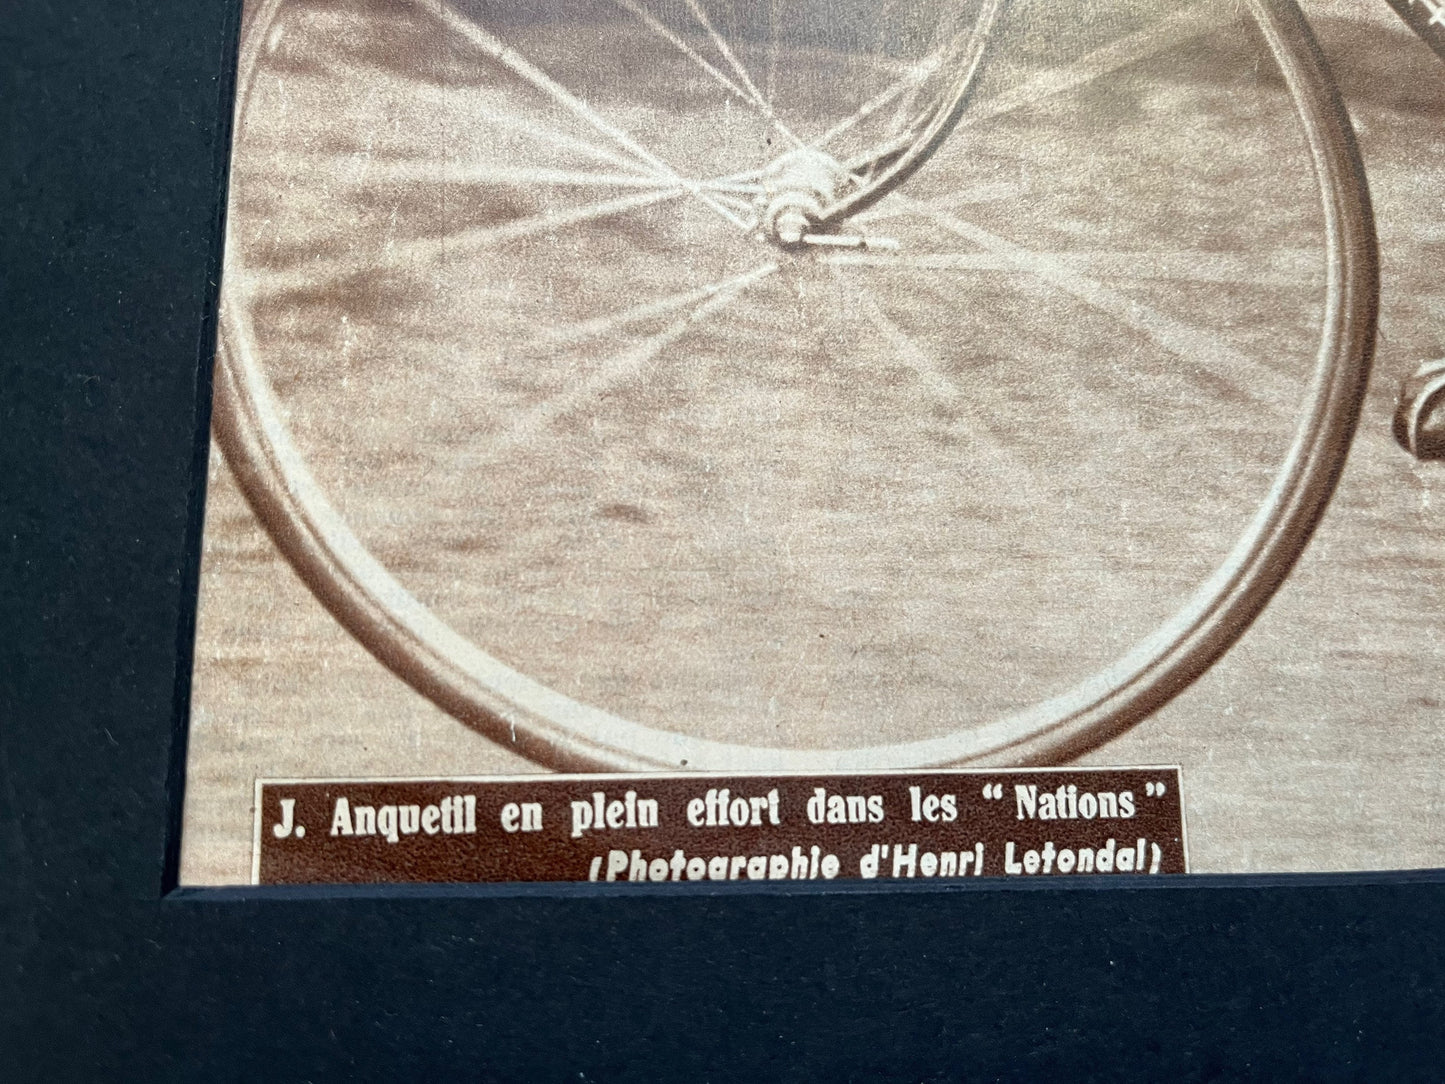 J. Anquetil en plein effort dans les “ Nations ”
(Photographie d'Henri Letondal)